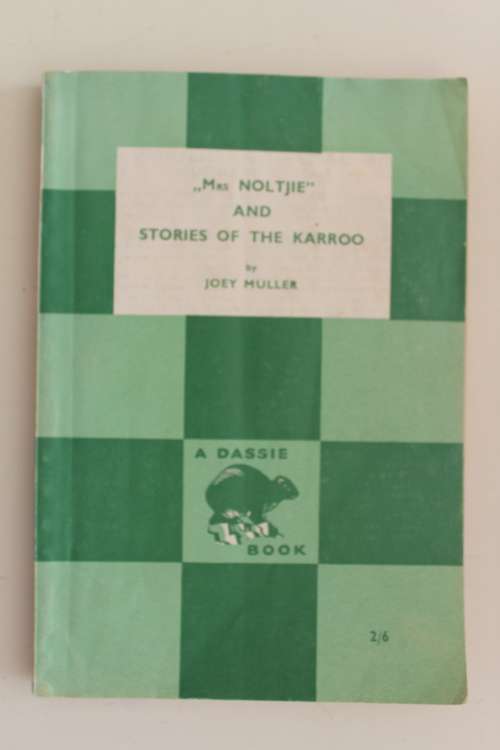 „Mrs NOLTJIE”
AND
STORIES OF THE KARROO
by
JOEY MULLER
A DASSIE
BOOK
2/6